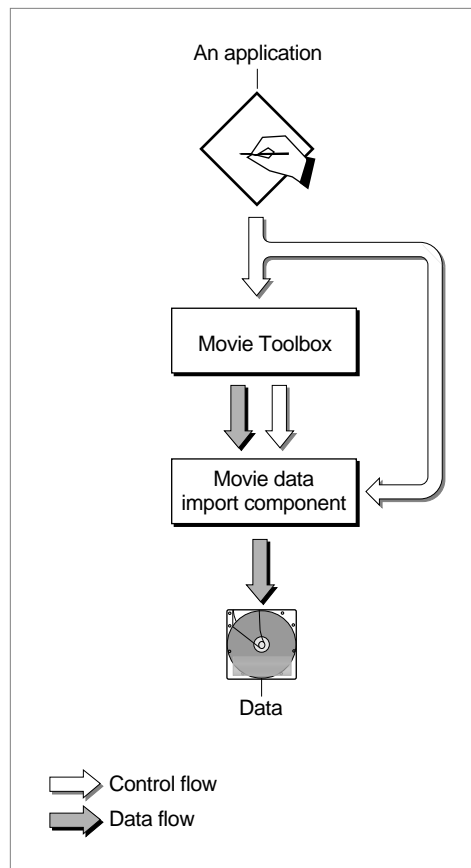 An application
Movie Toolbox
Movie data
import component
Data
Control flow
Data flow